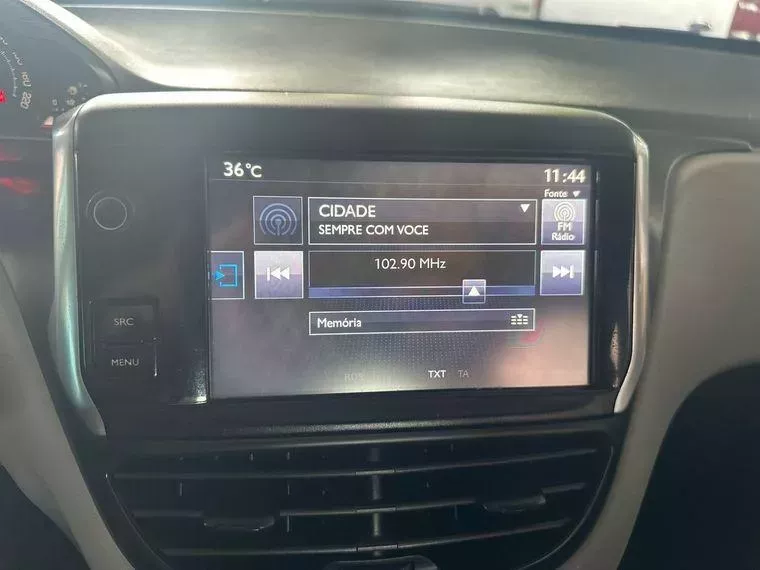 36°C
11:44
Fonte
CIDADE
SEMPRE COM VOCE
FM
Rádio
102.90 MHz
SRC
Memória
MENU
TXT TA